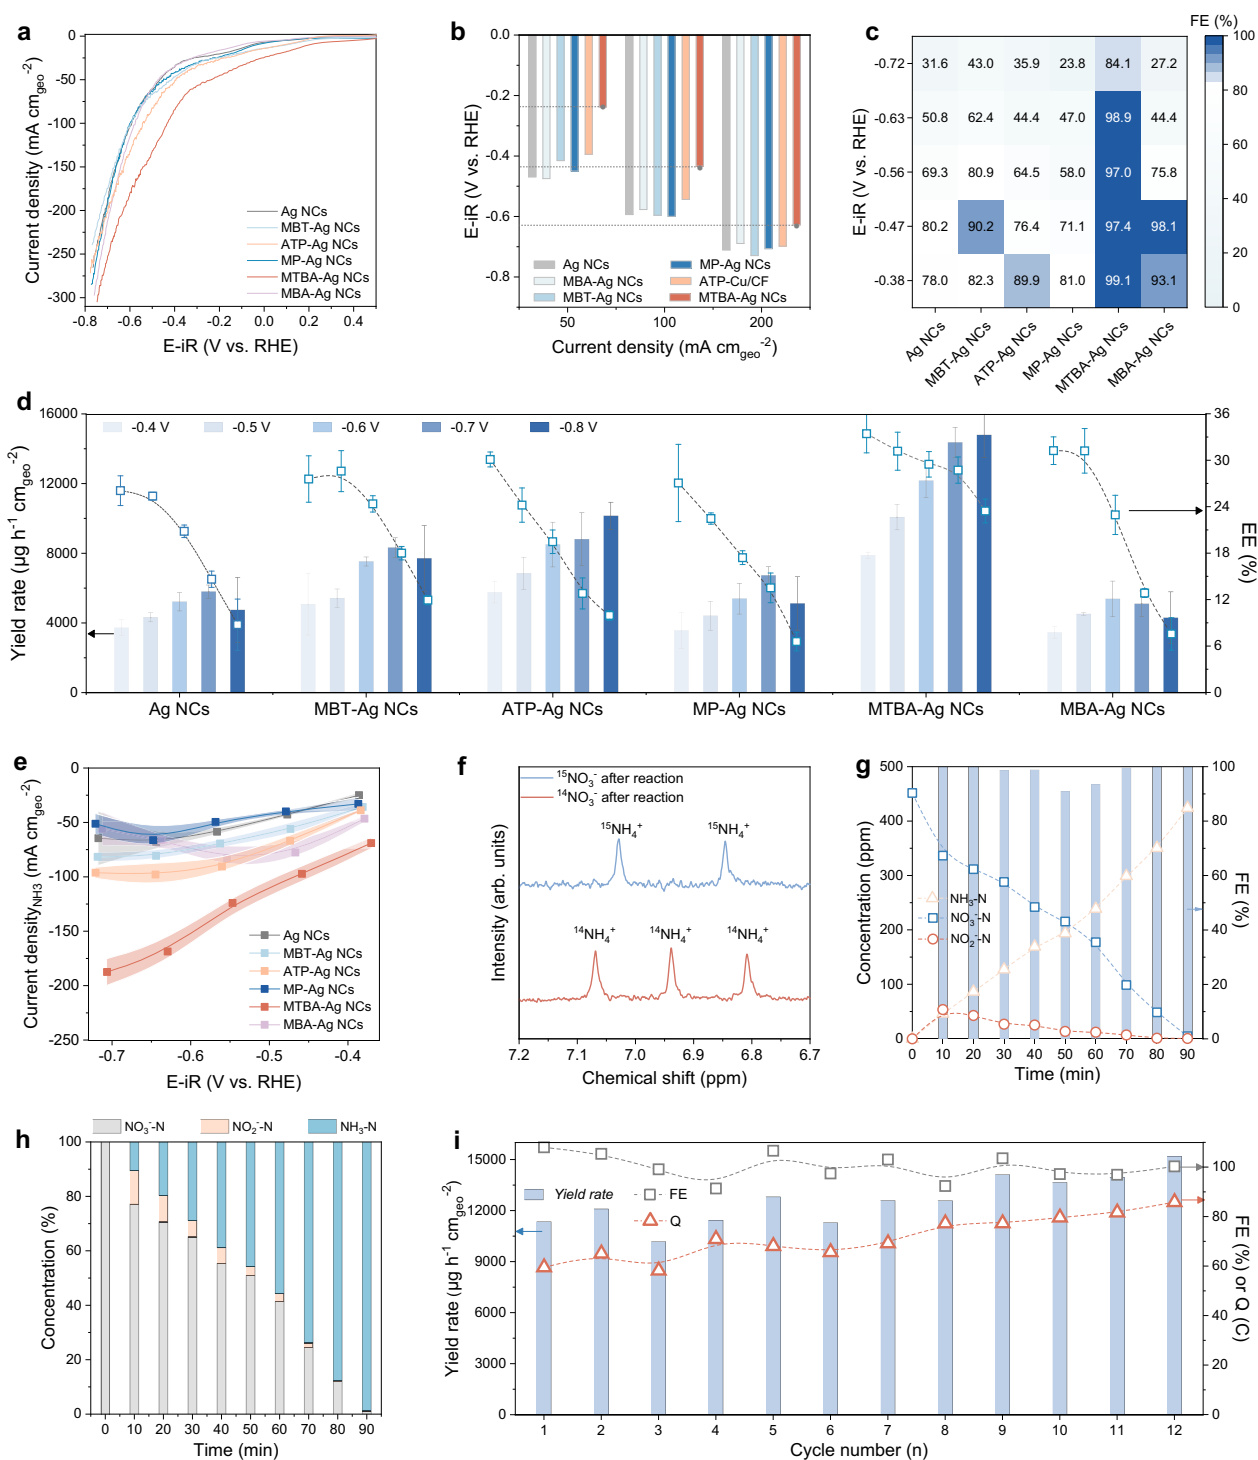 a
Current density (mA cm_geo^-2)
0
-50
-100
-150
-200
-250
-300
-0.8
-0.6
-0.4
-0.2
0.0
0.2
0.4
E-iR (V vs. RHE)
Ag NCs
MBT-Ag NCs
ATP-Ag NCs
MP-Ag NCs
MTBA-Ag NCs
MBA-Ag NCs
b
E-iR (V vs. RHE)
0.0
-0.2
-0.4
-0.6
-0.8
Ag NCs
MBA-Ag NCs
MBT-Ag NCs
MP-Ag NCs
ATP-Cu/CF
MTBA-Ag NCs
50
100
200
Current density (mA cm_geo^-2)
c
FE (%)
E-iR (V vs. RHE)
-0.72 31.6 43.0 35.9 23.8 84.1 27.2
-0.63 50.8 62.4 44.4 47.0 98.9 44.4
-0.56 69.3 80.9 64.5 58.0 97.0 75.8
-0.47 80.2 90.2 76.4 71.1 97.4 98.1
-0.38 78.0 82.3 89.9 81.0 99.1 93.1
Ag NCs
MBT-Ag NCs
ATP-Ag NCs
MP-Ag NCs
MTBA-Ag NCs
MBA-Ag NCs
100
80
60
40
20
0
d
Yield rate (μg h^-1 cm_geo^-2)
16000
12000
8000
4000
0
-0.4 V
-0.5 V
-0.6 V
-0.7 V
-0.8 V
36
30
24
18
12
6
0
EE (%)
Ag NCs
MBT-Ag NCs
ATP-Ag NCs
MP-Ag NCs
MTBA-Ag NCs
MBA-Ag NCs
e
Current density_NH3 (mA cm_geo^-2)
0
-50
-100
-150
-200
-250
Ag NCs
MBT-Ag NCs
ATP-Ag NCs
MP-Ag NCs
MTBA-Ag NCs
MBA-Ag NCs
-0.7
-0.6
-0.5
-0.4
E-iR (V vs. RHE)
f
Intensity (arb. units)
^15NO_3^- after reaction
^14NO_3^- after reaction
^15NH_4^+
^15NH_4^+
^14NH_4^+
^14NH_4^+
^14NH_4^+
7.2
7.1
7.0
6.9
6.8
6.7
Chemical shift (ppm)
g
Concentration (ppm)
500
400
300
200
100
0
NH_3-N
NO_3^--N
NO_2^--N
100
80
60
40
20
0
FE (%)
0 10 20 30 40 50 60 70 80 90
Time (min)
h
NO_3^--N
NO_2^--N
NH_3-N
Concentration (%)
100
80
60
40
20
0
0 10 20 30 40 50 60 70 80 90
Time (min)
i
Yield rate (μg h^-1 cm_geo^-2)
15000
12000
9000
6000
3000
0
Yield rate
FE
Q
100
80
60
40
20
0
FE (%) or Q (C)
1 2 3 4 5 6 7 8 9 10 11 12
Cycle number (n)